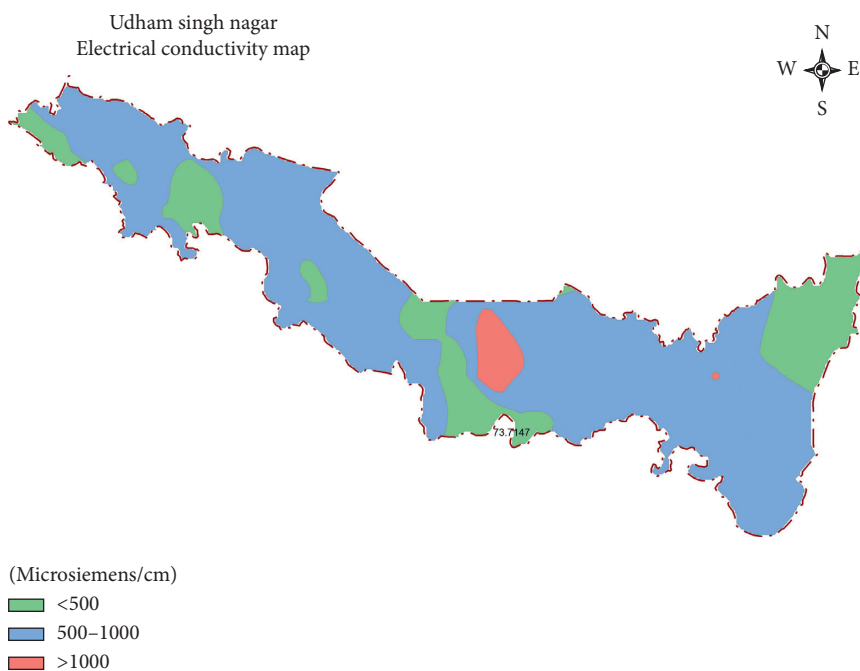 Udham singh nagar
Electrical conductivity map
N
W E
S
73.7147
(Microsiemens/cm)
<500
500–1000
>1000